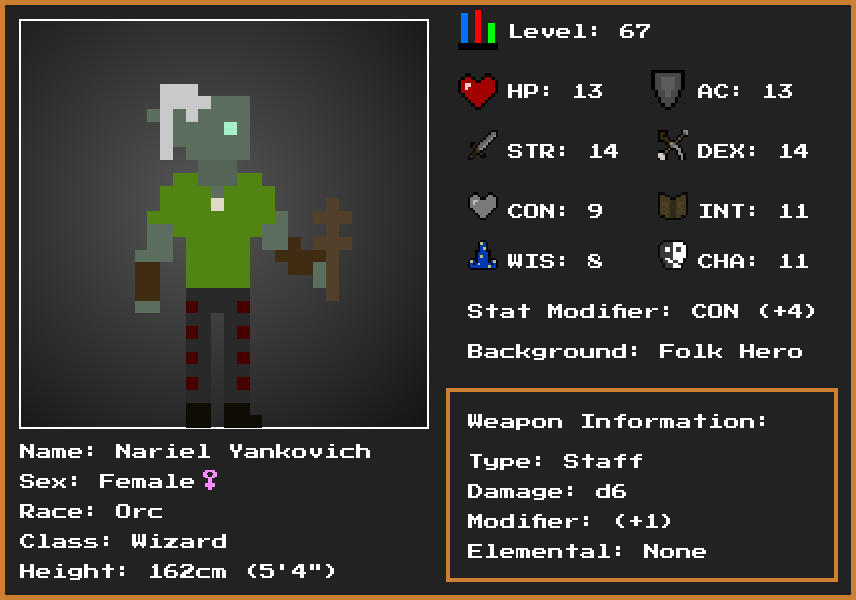 Level: 67
HP: 13
AC: 13
STR: 14
DEX: 14
CON: 9
INT: 11
WIS: 8
CHA: 11
Stat Modifier: CON (+4)
Background: Folk Hero
Weapon Information:
Type: Staff
Damage: d6
Modifier: (+1)
Elemental: None
Name: Nariel Yankovich
Sex: Female♀
Race: Orc
Class: Wizard
Height: 162cm (5'4")